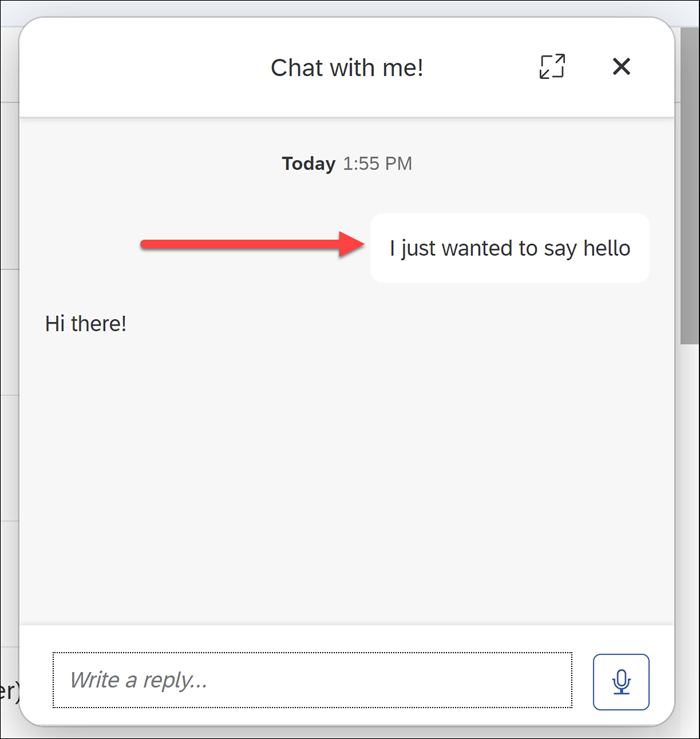 Chat with me!
Today 1:55 PM
I just wanted to say hello
Hi there!
Write a reply...
er)